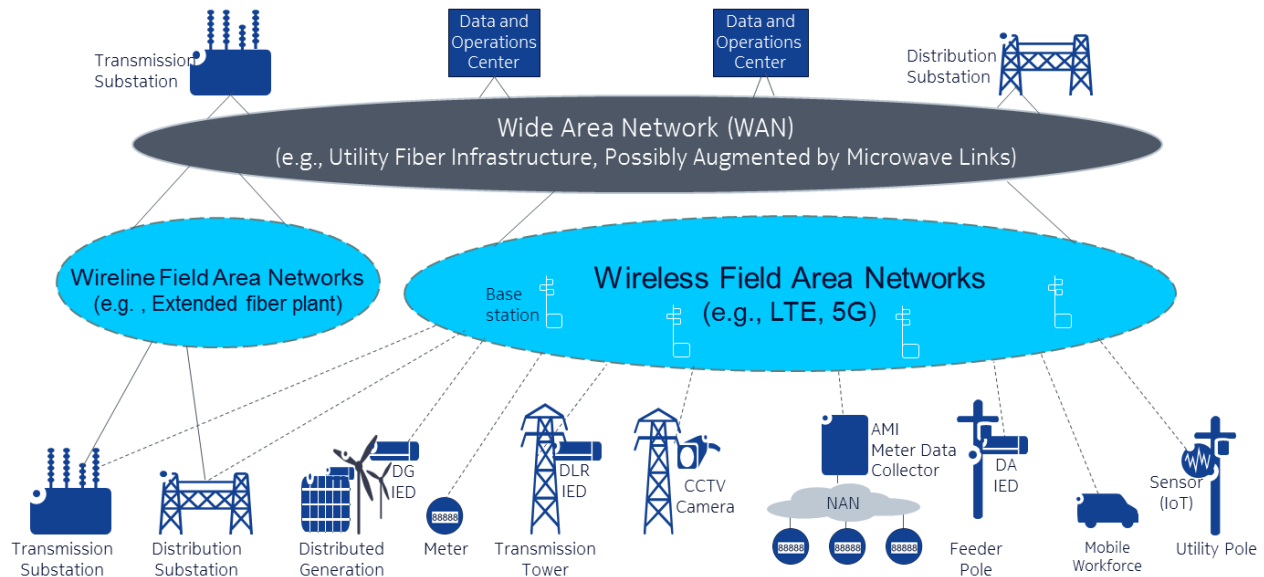 Transmission
Substation
Data and
Operations
Center
Data and
Operations
Center
Distribution
Substation
Wide Area Network (WAN)
(e.g., Utility Fiber Infrastructure, Possibly Augmented by Microwave Links)
Wireline Field Area Networks
(e.g. , Extended fiber plant)
Wireless Field Area Networks
(e.g., LTE, 5G)
Base
station
DG
IED
DLR
IED
CCTV
Camera
AMI
Meter Data
Collector
DA
IED
Sensor
(IoT)
NAN
88888
88888
88888
88888
Transmission
Substation
Distribution
Substation
Distributed
Generation
Meter
Transmission
Tower
Feeder
Pole
Mobile
Workforce
Utility Pole